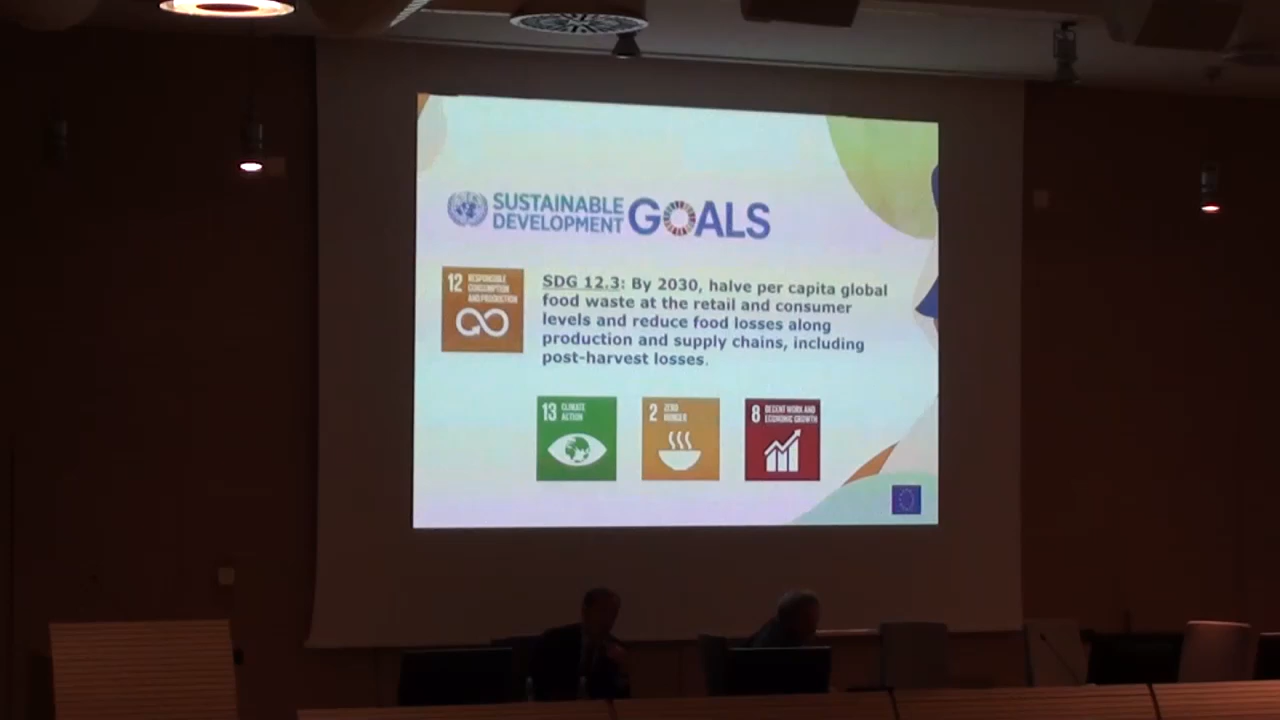 SUSTAINABLE
DEVELOPMENT
GOALS
12 RESPONSIBLE
CONSUMPTION
AND PRODUCTION
SDG 12.3: By 2030, halve per capita global
food waste at the retail and consumer
levels and reduce food losses along
production and supply chains, including
post-harvest losses.
13 CLIMATE
ACTION
2 ZERO
HUNGER
8 DECENT WORK AND
ECONOMIC GROWTH